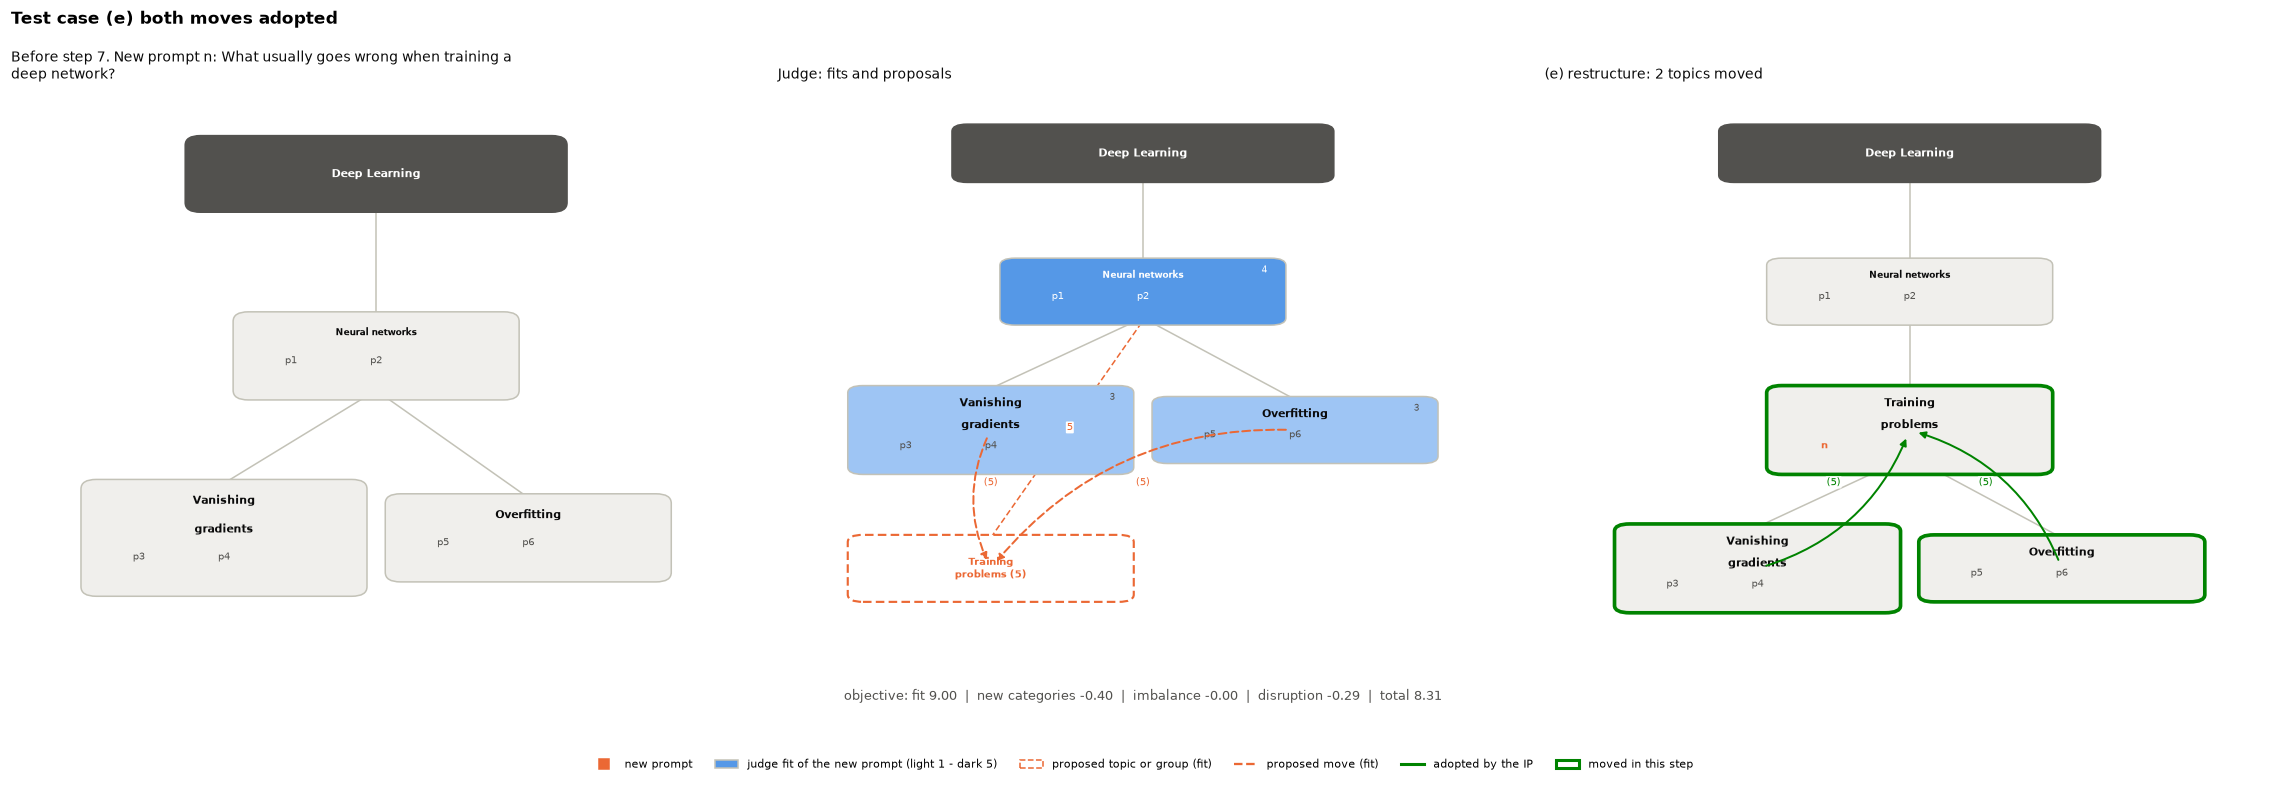 Test case (e) both moves adopted
Before step 7. New prompt n: What usually goes wrong when training a
deep network?
Deep Learning
Neural networks
p1 p2
Vanishing
gradients
p3 p4
Overfitting
p5 p6
Judge: fits and proposals
Deep Learning
Neural networks 4
p1 p2
Vanishing 3
gradients 5
p3 p4
Overfitting 3
p5 p6
(5) (5)
Training
problems (5)
(e) restructure: 2 topics moved
Deep Learning
Neural networks
p1 p2
Training
problems
n
(5) (5)
Vanishing
gradients
p3 p4
Overfitting
p5 p6
objective: fit 9.00 | new categories -0.40 | imbalance -0.00 | disruption -0.29 | total 8.31
new prompt judge fit of the new prompt (light 1 - dark 5) proposed topic or group (fit) proposed move (fit) adopted by the IP moved in this step